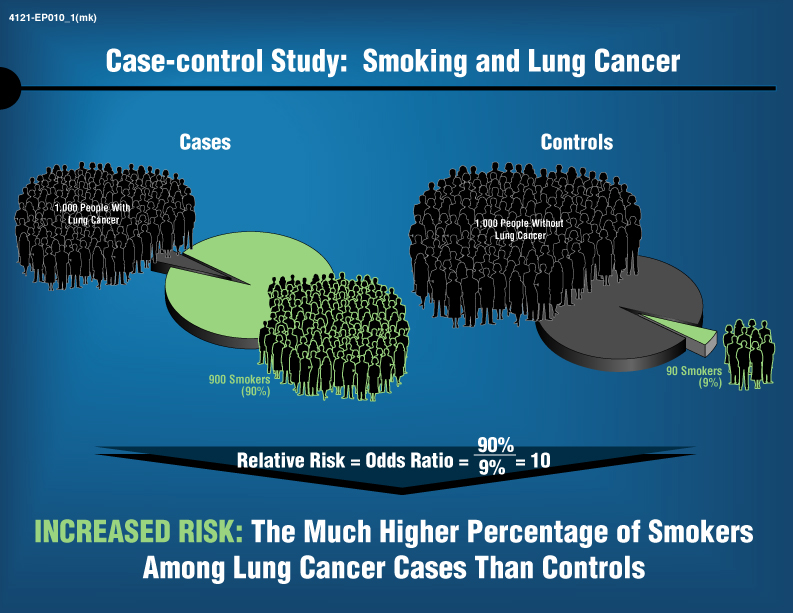 4121-EP010_1(mk)
Case-control Study: Smoking and Lung Cancer
Cases
Controls
1,000 People With
Lung Cancer
1,000 People Without
Lung Cancer
900 Smokers
(90%)
90 Smokers
(9%)
Relative Risk = Odds Ratio = 90% / 9% = 10
INCREASED RISK: The Much Higher Percentage of Smokers
Among Lung Cancer Cases Than Controls